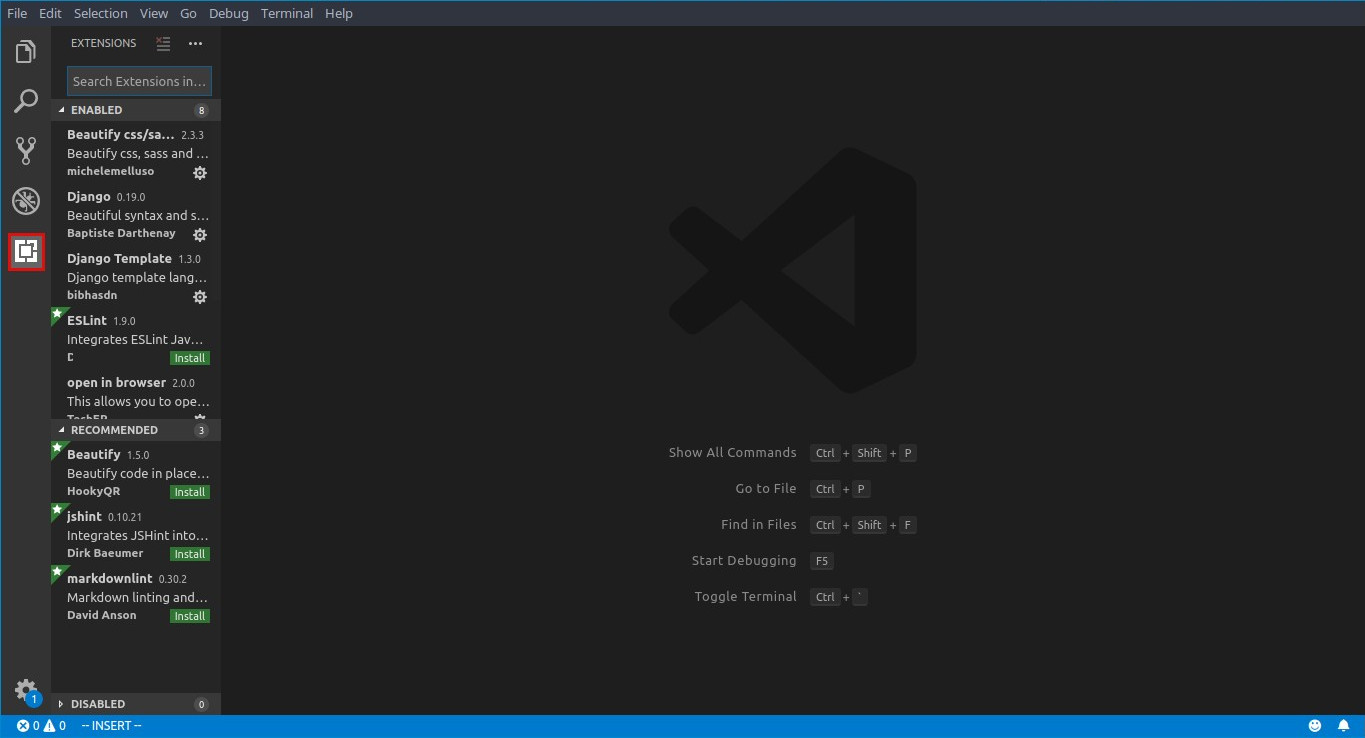 File Edit Selection View Go Debug Terminal Help
EXTENSIONS
Search Extensions in…
ENABLED 8
Beautify css/sa… 2.3.3
Beautify css, sass and …
michelemelluso
Django 0.19.0
Beautiful syntax and s…
Baptiste Darthenay
Django Template 1.3.0
Django template lang…
bibhasdn
ESLint 1.9.0
Integrates ESLint Jav…
Install
open in browser 2.0.0
This allows you to ope…
RECOMMENDED 3
Beautify 1.5.0
Beautify code in place…
HookyQR Install
jshint 0.10.21
Integrates JSHint into…
Dirk Baeumer Install
markdownlint 0.30.2
Markdown linting and…
David Anson Install
DISABLED 0
Show All Commands Ctrl + Shift + P
Go to File Ctrl + P
Find in Files Ctrl + Shift + F
Start Debugging F5
Toggle Terminal Ctrl + `
1
0 0 -- INSERT --